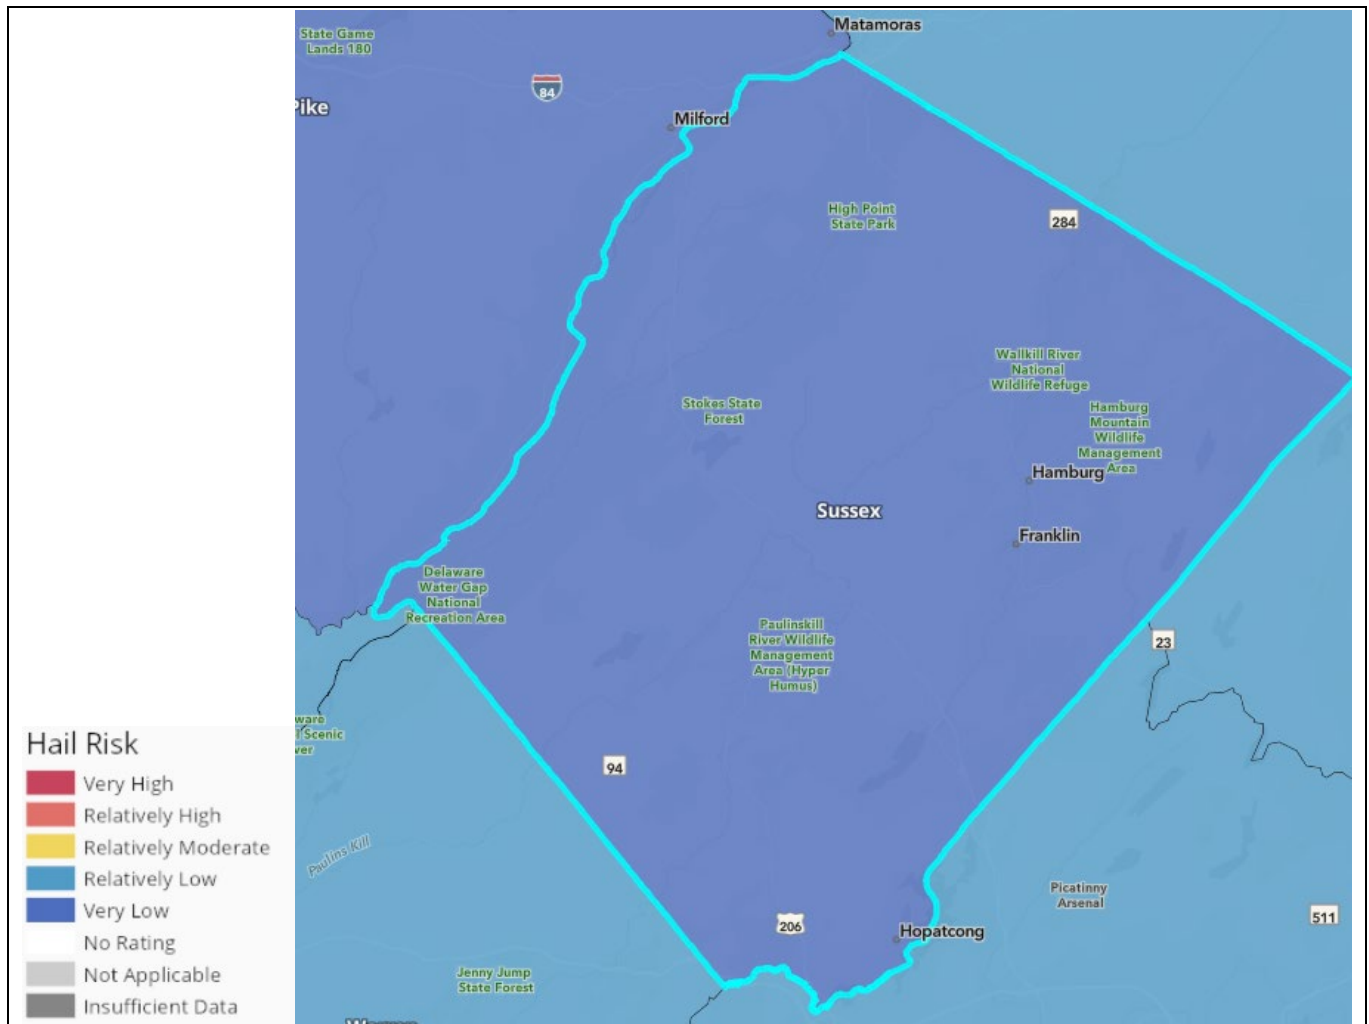 State Game
Lands 180
Matamoras
84
Pike
Milford
High Point
State Park
284
Wallkill River
National
Wildlife Refuge
Stokes State
Forest
Hamburg
Mountain
Wildlife
Management
Area
Hamburg
Sussex
Franklin
Delaware
Water Gap
National
Recreation Area
Paulinskill
River Wildlife
Management
Area (Hyper
Humus)
23
ware
Scenic
ver
94
Paulins Kill
Picatinny
Arsenal
511
206
Hopatcong
Jenny Jump
State Forest
Hail Risk
Very High
Relatively High
Relatively Moderate
Relatively Low
Very Low
No Rating
Not Applicable
Insufficient Data